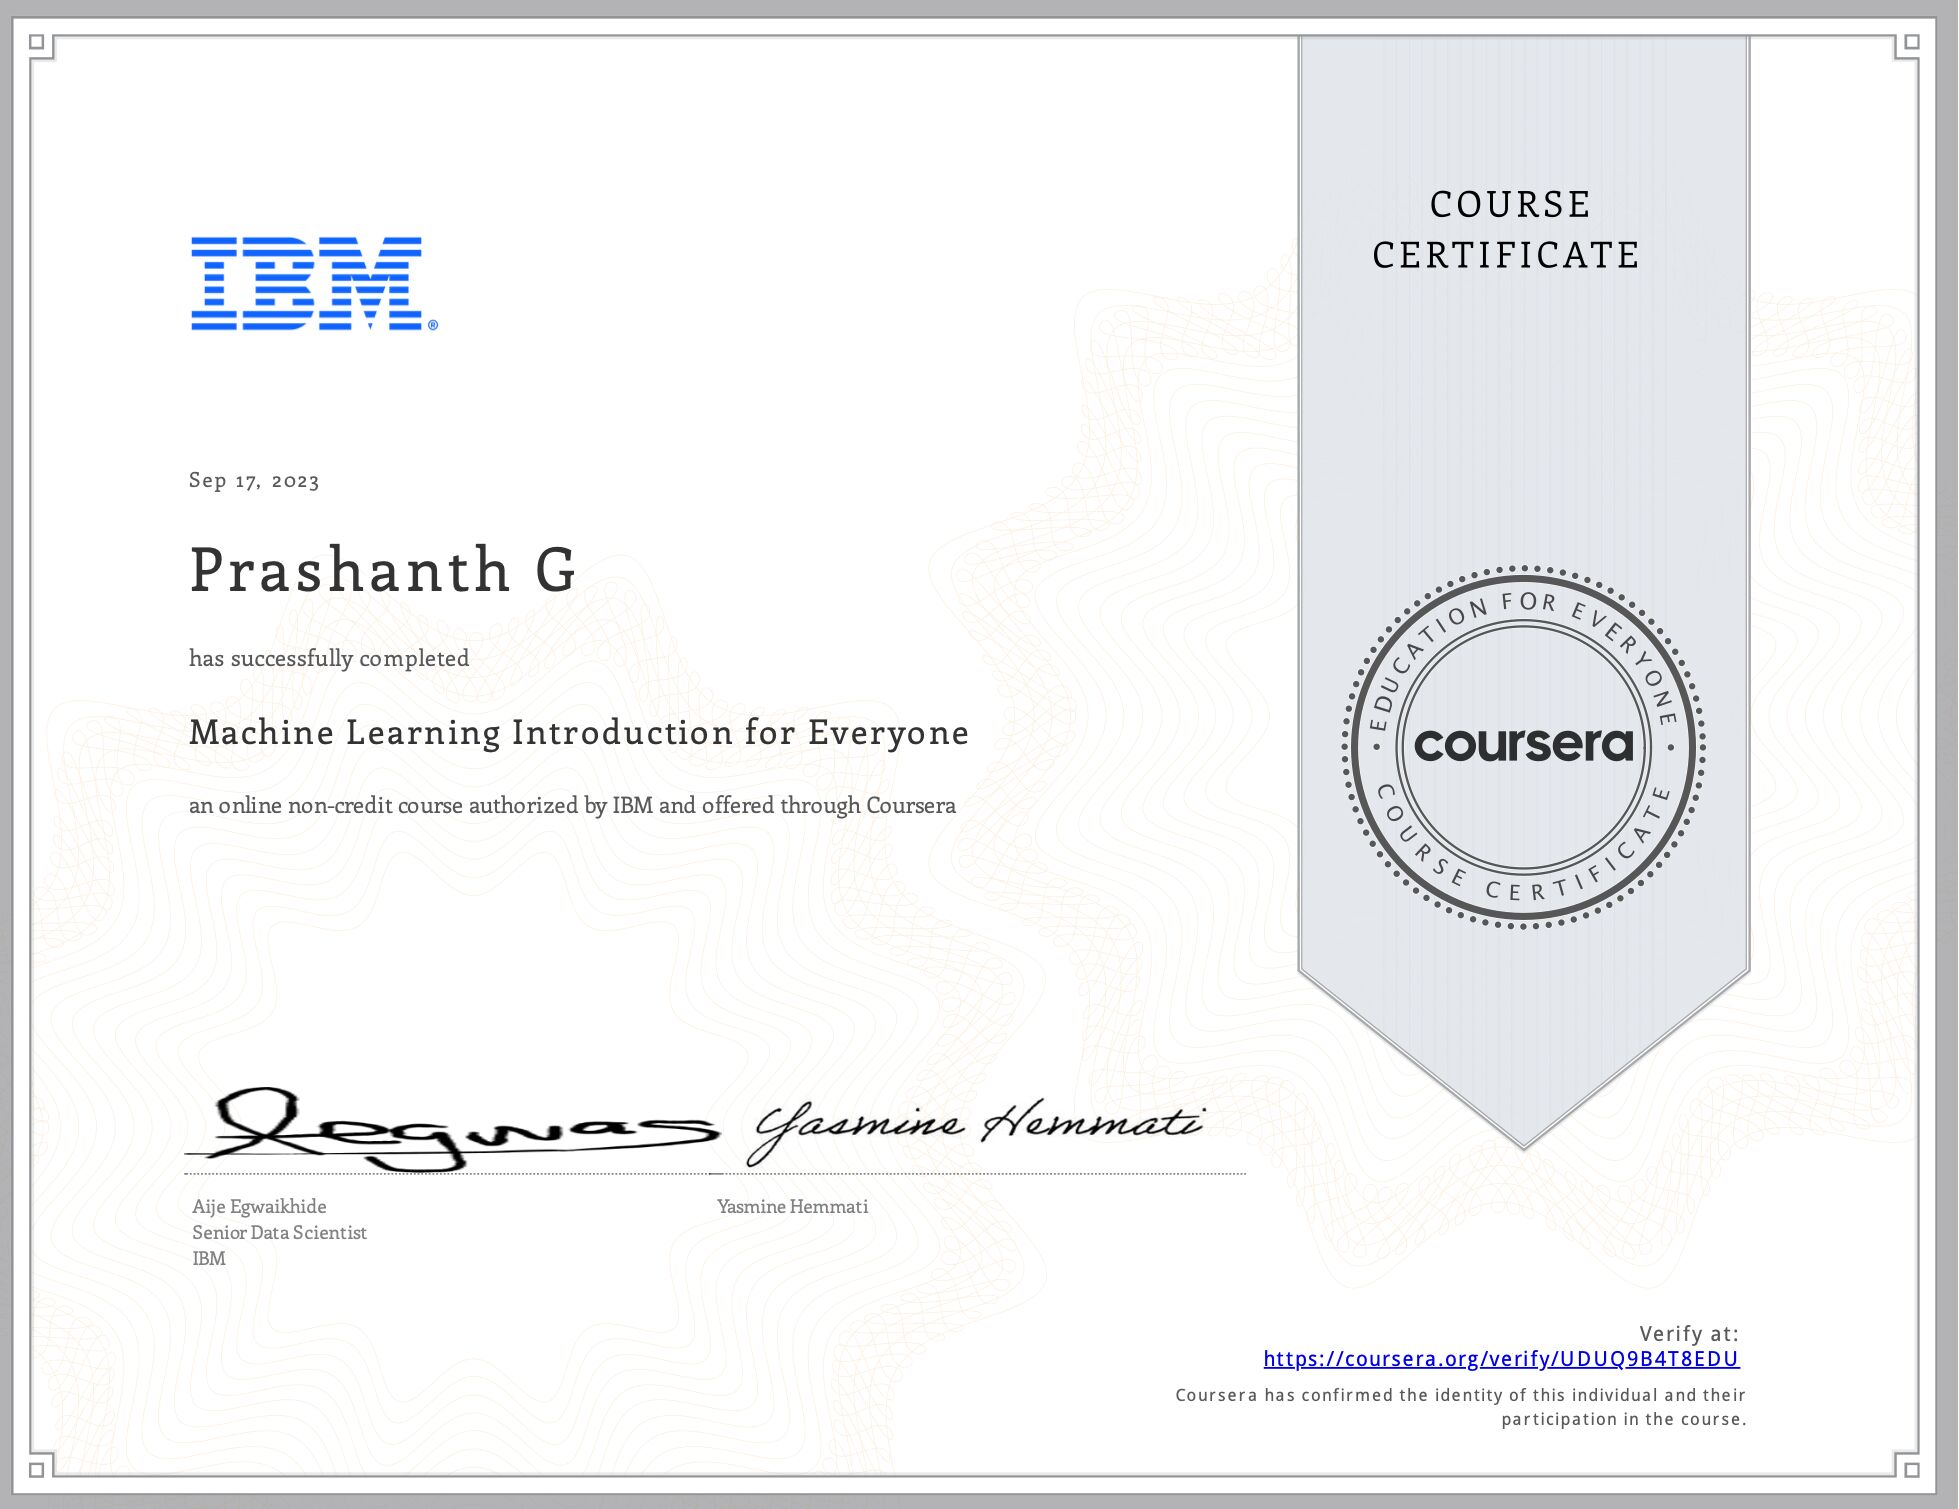 IBM®
COURSE
CERTIFICATE
Sep 17, 2023
Prashanth G
has successfully completed
Machine Learning Introduction for Everyone
an online non-credit course authorized by IBM and offered through Coursera
EDUCATION FOR EVERYONE
coursera
COURSE CERTIFICATE
Yasmine Hemmati
Aije Egwaikhide
Senior Data Scientist
IBM
Yasmine Hemmati
Verify at:
https://coursera.org/verify/UDUQ9B4T8EDU
Coursera has confirmed the identity of this individual and their
participation in the course.